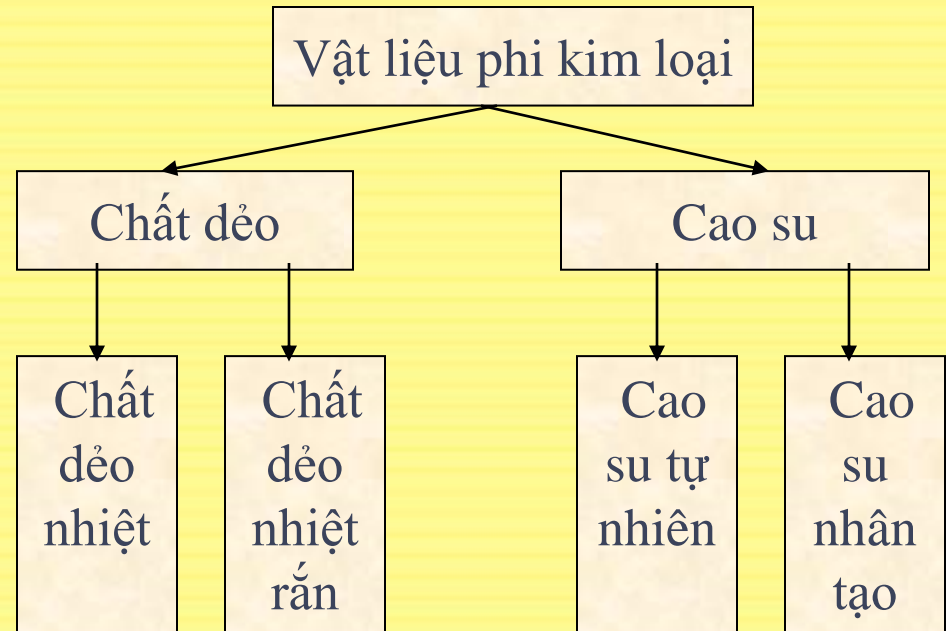 Vật liệu phi kim loại
Chất dẻo
Cao su
Chất
dẻo
nhiệt
Chất
dẻo
nhiệt
rắn
Cao
su tự
nhiên
Cao
su
nhân
tạo